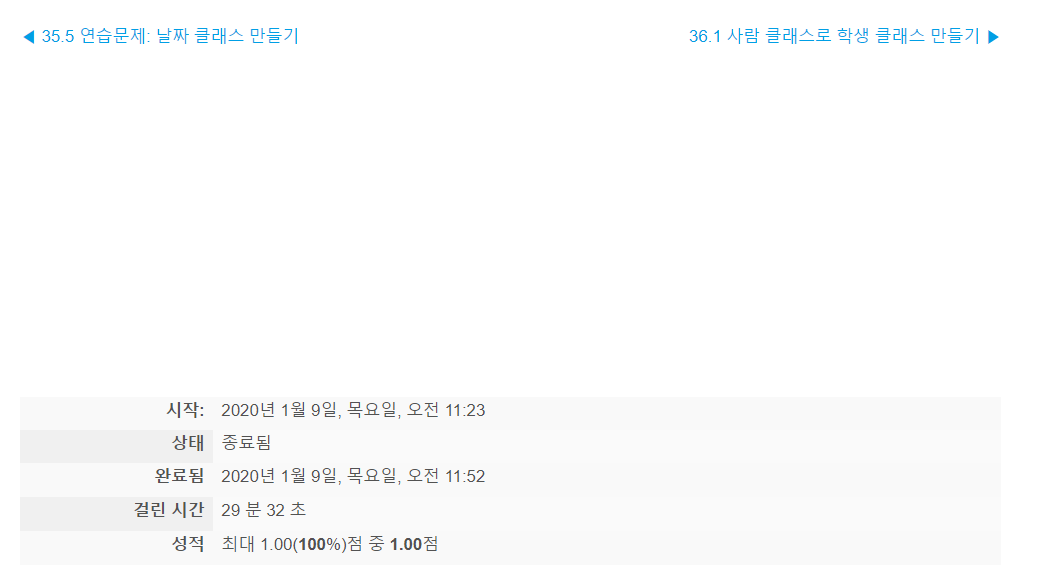 ◀ 35.5 연습문제: 날짜 클래스 만들기
36.1 사람 클래스로 학생 클래스 만들기 ▶
시작: 2020년 1월 9일, 목요일, 오전 11:23
상태 종료됨
완료됨 2020년 1월 9일, 목요일, 오전 11:52
걸린 시간 29 분 32 초
성적 최대 1.00(100%)점 중 1.00점